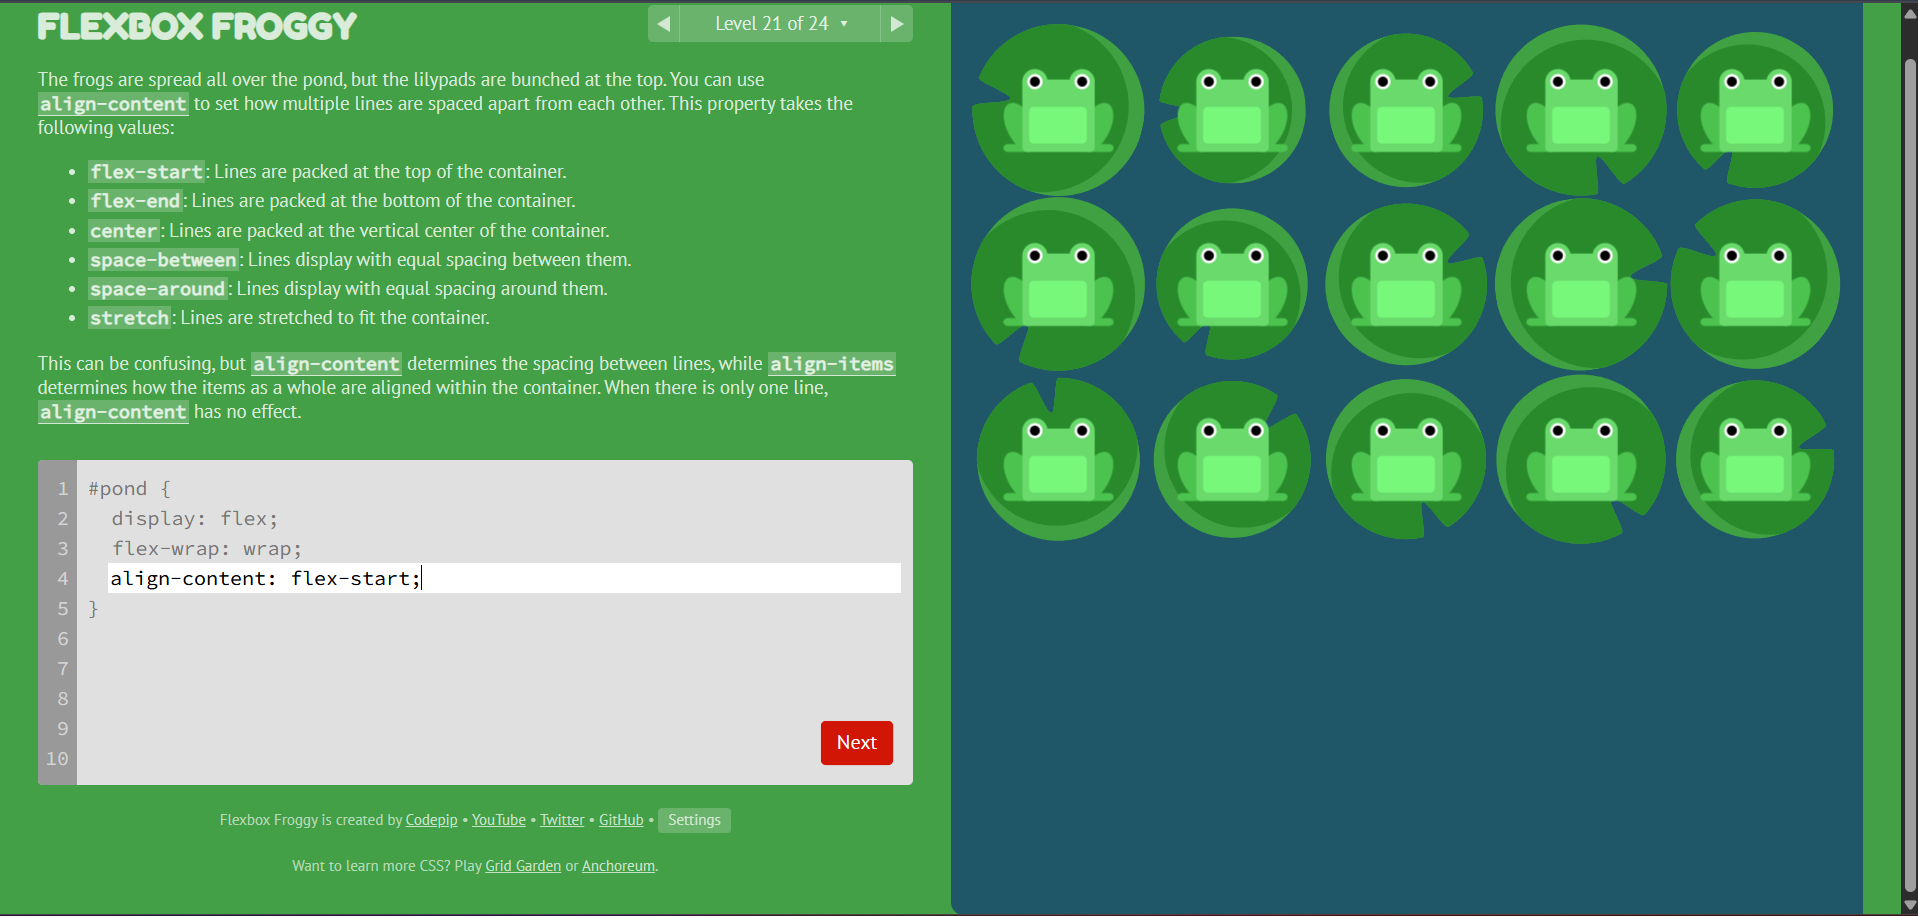 FLEXBOX FROGGY
Level 21 of 24
The frogs are spread all over the pond, but the lilypads are bunched at the top. You can use
align-content to set how multiple lines are spaced apart from each other. This property takes the
following values:
• flex-start: Lines are packed at the top of the container.
• flex-end: Lines are packed at the bottom of the container.
• center: Lines are packed at the vertical center of the container.
• space-between: Lines display with equal spacing between them.
• space-around: Lines display with equal spacing around them.
• stretch: Lines are stretched to fit the container.
This can be confusing, but align-content determines the spacing between lines, while align-items
determines how the items as a whole are aligned within the container. When there is only one line,
align-content has no effect.
1 #pond {
2 display: flex;
3 flex-wrap: wrap;
4 align-content: flex-start;
5 }
6
7
8
9
10
Next
Flexbox Froggy is created by Codepip • YouTube • Twitter • GitHub • Settings
Want to learn more CSS? Play Grid Garden or Anchoreum.